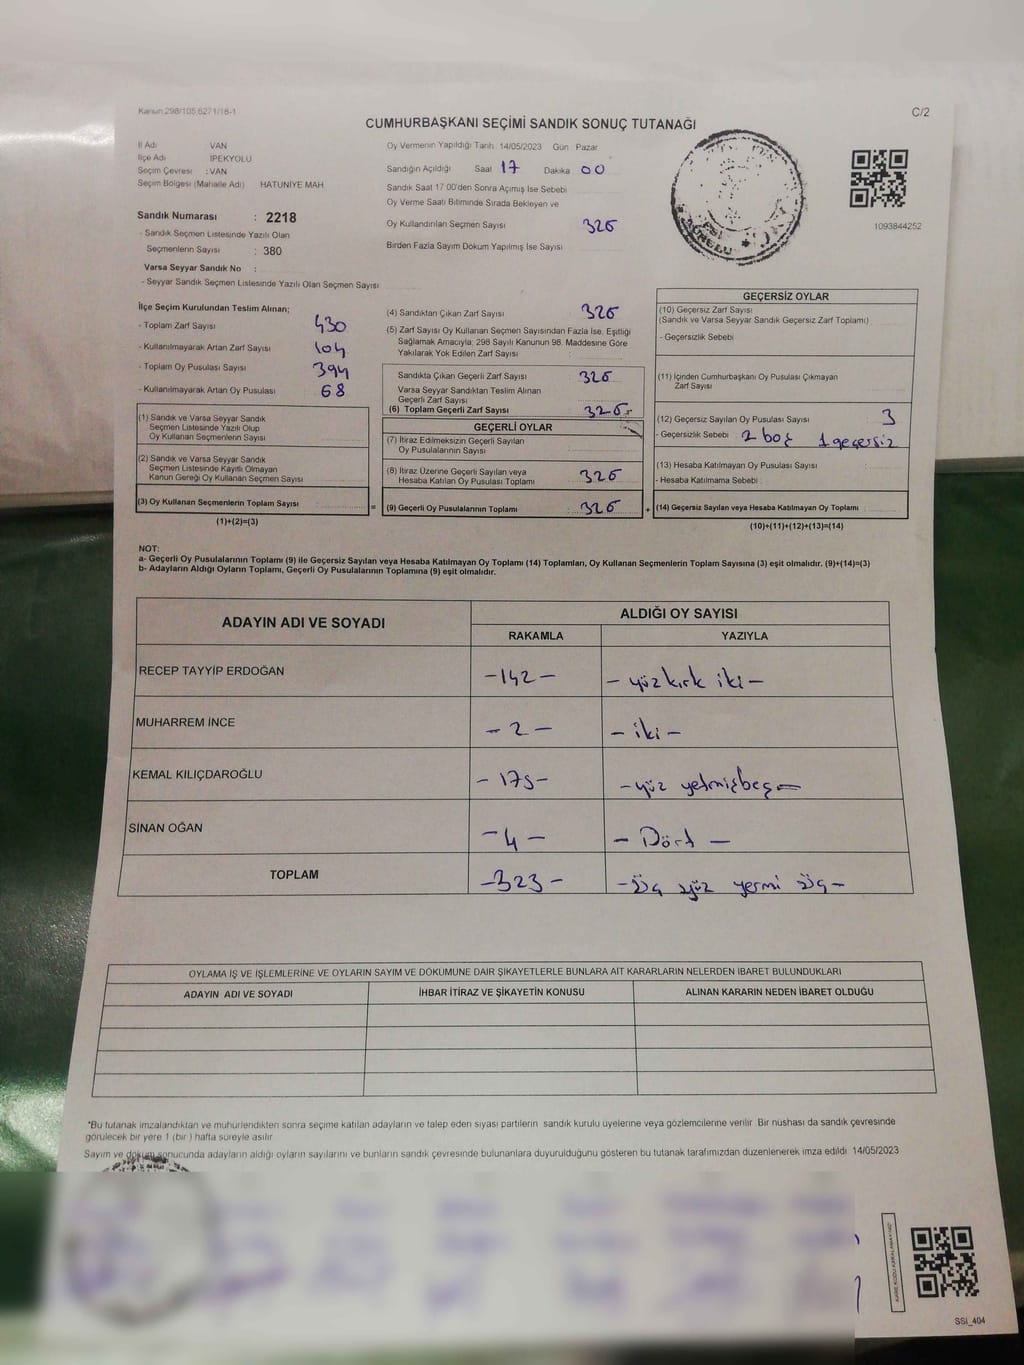 Kanun 298/105,6271/18-1
C/2
CUMHURBAŞKANI SEÇİMİ SANDIK SONUÇ TUTANAĞI
İl Adı VAN
İlçe Adı İPEKYOLU
Seçim Çevresi : VAN
Seçim Bölgesi (Mahalle Adı) HATUNİYE MAH.
Sandık Numarası : 2218
- Sandık Seçmen Listesinde Yazılı Olan
Seçmenlerin Sayısı : 380
Varsa Seyyar Sandık No :
- Seyyar Sandık Seçmen Listesinde Yazılı Olan Seçmen Sayısı
Oy Vermenin Yapıldığı Tarih 14/05/2023 Gün Pazar
Sandığın Açıldığı Saat 17 Dakika 00
Sandık Saat 17.00'den Sonra Açımış İse Sebebi
Oy Verme Saati Bitiminde Sırada Bekleyen ve
Oy Kullandırılan Seçmen Sayısı 326
Birden Fazla Sayım Döküm Yapılmış İse Sayısı
1093844252
İlçe Seçim Kurulundan Teslim Alınan;
- Toplam Zarf Sayısı 430
- Kullanılmayarak Artan Zarf Sayısı 104
- Toplam Oy Pusulası Sayısı 394
- Kullanılmayarak Artan Oy Pusulası 68
(1) Sandık ve Varsa Seyyar Sandık
Seçmen Listesinde Yazılı Olup
Oy Kullanan Seçmenlerin Sayısı
(2) Sandık ve Varsa Seyyar Sandık
Seçmen Listesinde Kayıtlı Olmayan
Kanun Gereği Oy Kullanan Seçmen Sayısı
(3) Oy Kullanan Seçmenlerin Toplam Sayısı
(1)+(2)=(3)
(4) Sandıktan Çıkan Zarf Sayısı 326
(5) Zarf Sayısı Oy Kullanan Seçmen Sayısından Fazla İse, Eşitliği
Sağlamak Amacıyla; 298 Sayılı Kanunun 98. Maddesine Göre
Yakılarak Yok Edilen Zarf Sayısı :
Sandıkta Çıkan Geçerli Zarf Sayısı 326
Varsa Seyyar Sandıktan Teslim Alınan
Geçerli Zarf Sayısı
(6) Toplam Geçerli Zarf Sayısı 326
GEÇERLİ OYLAR
(7) İtiraz Edilmeksizin Geçerli Sayılan
Oy Pusulalarının Sayısı
(8) İtiraz Üzerine Geçerli Sayılan veya
Hesaba Katılan Oy Pusulası Toplamı 326
= (9) Geçerli Oy Pusulalarının Toplamı : 326 +
GEÇERSİZ OYLAR
(10) Geçersiz Zarf Sayısı
(Sandık ve Varsa Seyyar Sandık Geçersiz Zarf Toplamı)
- Geçersizlik Sebebi
(11) İçinden Cumhurbaşkanı Oy Pusulası Çıkmayan
Zarf Sayısı
(12) Geçersiz Sayılan Oy Pusulası Sayısı 3
- Geçersizlik Sebebi 2 boş 1 geçersiz
(13) Hesaba Katılmayan Oy Pusulası Sayısı
- Hesaba Katılmama Sebebi :
(14) Geçersiz Sayılan veya Hesaba Katılmayan Oy Toplamı
(10)+(11)+(12)+(13)=(14)
NOT:
a- Geçerli Oy Pusulalarının Toplamı (9) ile Geçersiz Sayılan veya Hesaba Katılmayan Oy Toplamı (14) Toplamları, Oy Kullanan Seçmenlerin Toplam Sayısına (3) eşit olmalıdır. (9)+(14)=(3)
b- Adayların Aldığı Oyların Toplamı, Geçerli Oy Pusulalarının Toplamına (9) eşit olmalıdır.
ADAYIN ADI VE SOYADI
ALDIĞI OY SAYISI
RAKAMLA YAZIYLA
RECEP TAYYİP ERDOĞAN -142- -yüzkırk iki-
MUHARREM İNCE -2- -iki-
KEMAL KILIÇDAROĞLU -175- -yüz yetmişbeş-
SİNAN OĞAN -4- -Dört-
TOPLAM -323- -üç yüz yermi üç-
OYLAMA İŞ VE İŞLEMLERİNE VE OYLARIN SAYIM VE DÖKÜMÜNE DAİR ŞİKAYETLERLE BUNLARA AİT KARARLARIN NELERDEN İBARET BULUNDUKLARI
ADAYIN ADI VE SOYADI İHBAR İTİRAZ VE ŞİKAYETİN KONUSU ALINAN KARARIN NEDEN İBARET OLDUĞU
*Bu tutanak imzalandıktan ve mühürlendikten sonra seçime katılan adayların ve talep eden siyasi partilerin sandık kurulu üyelerine veya gözlemcilerine verilir. Bir nüshası da sandık çevresinde
görülecek bir yere 1 (bir) hafta süreyle asılır.
Sayım ve döküm sonucunda adayların aldığı oyların sayılarını ve bunların sandık çevresinde bulunanlara duyurulduğunu gösteren bu tutanak tarafımızdan düzenlenerek imza edildi. 14/05/2023
SSİ_404